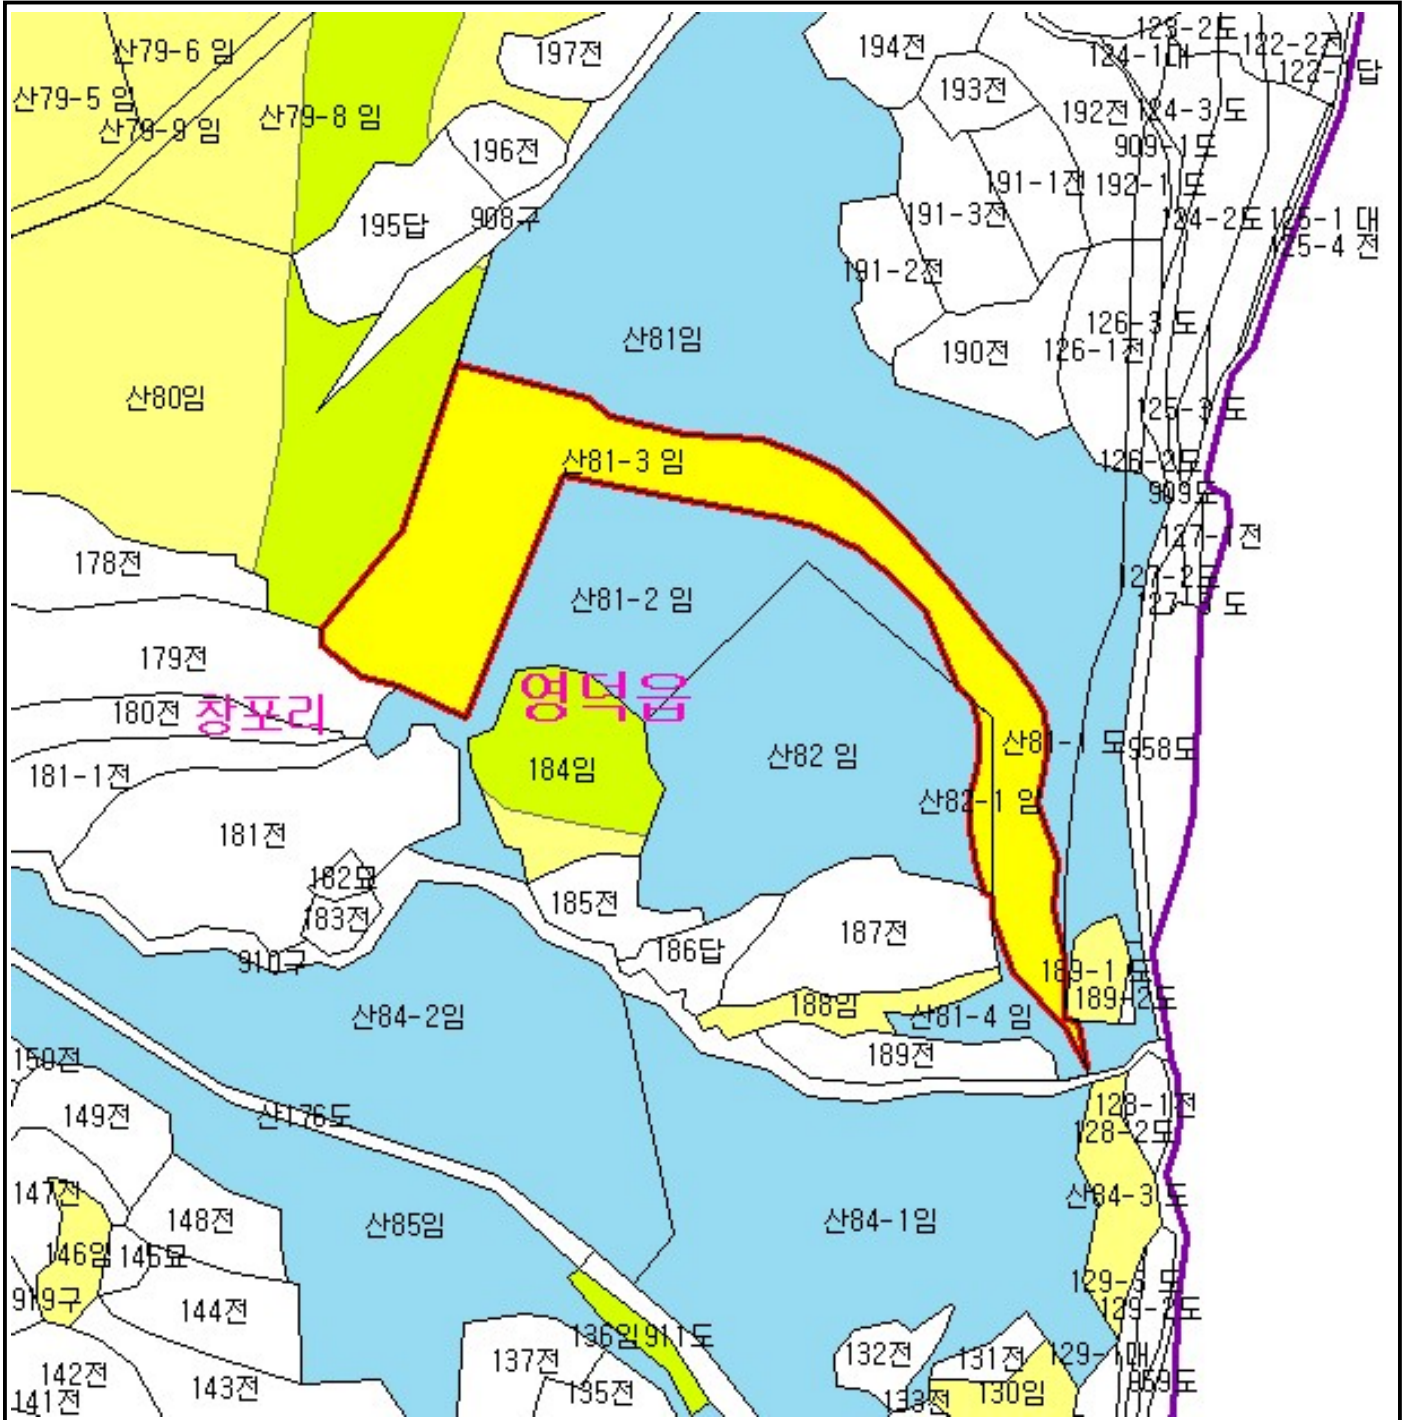 산79-6 임
197전
194전
123-2도
124-1대
122-2전
122-1답
산79-5 임
산79-9 임
산79-8 임
193전
192전
124-3 도
196전
909-1도
191-1전
192-1 도
195답
908구
191-3전
124-2도
125-1 대
25-4 전
191-2전
산81임
190전
126-3 도
126-1전
산80임
125-3 도
산81-3 임
126-2도
909도
127-1전
178전
127-2도
산81-2 임
179전
180전
창포리
영덕읍
산82 임
958도
181-1전
184임
산82-1 임
181전
182묘
183전
185전
910구
186답
187전
189-1 도
189-2도
188임
산81-4 임
산84-2임
189전
150전
149전
산176도
128-1전
128-2도
147전
148전
산85임
산84-1임
산84-3 도
146임
145묘
919구
144전
129-3 도
129-2도
136임
911도
137전
132전
131전
129-1대
142전
141전
143전
135전
133전
130임
959도